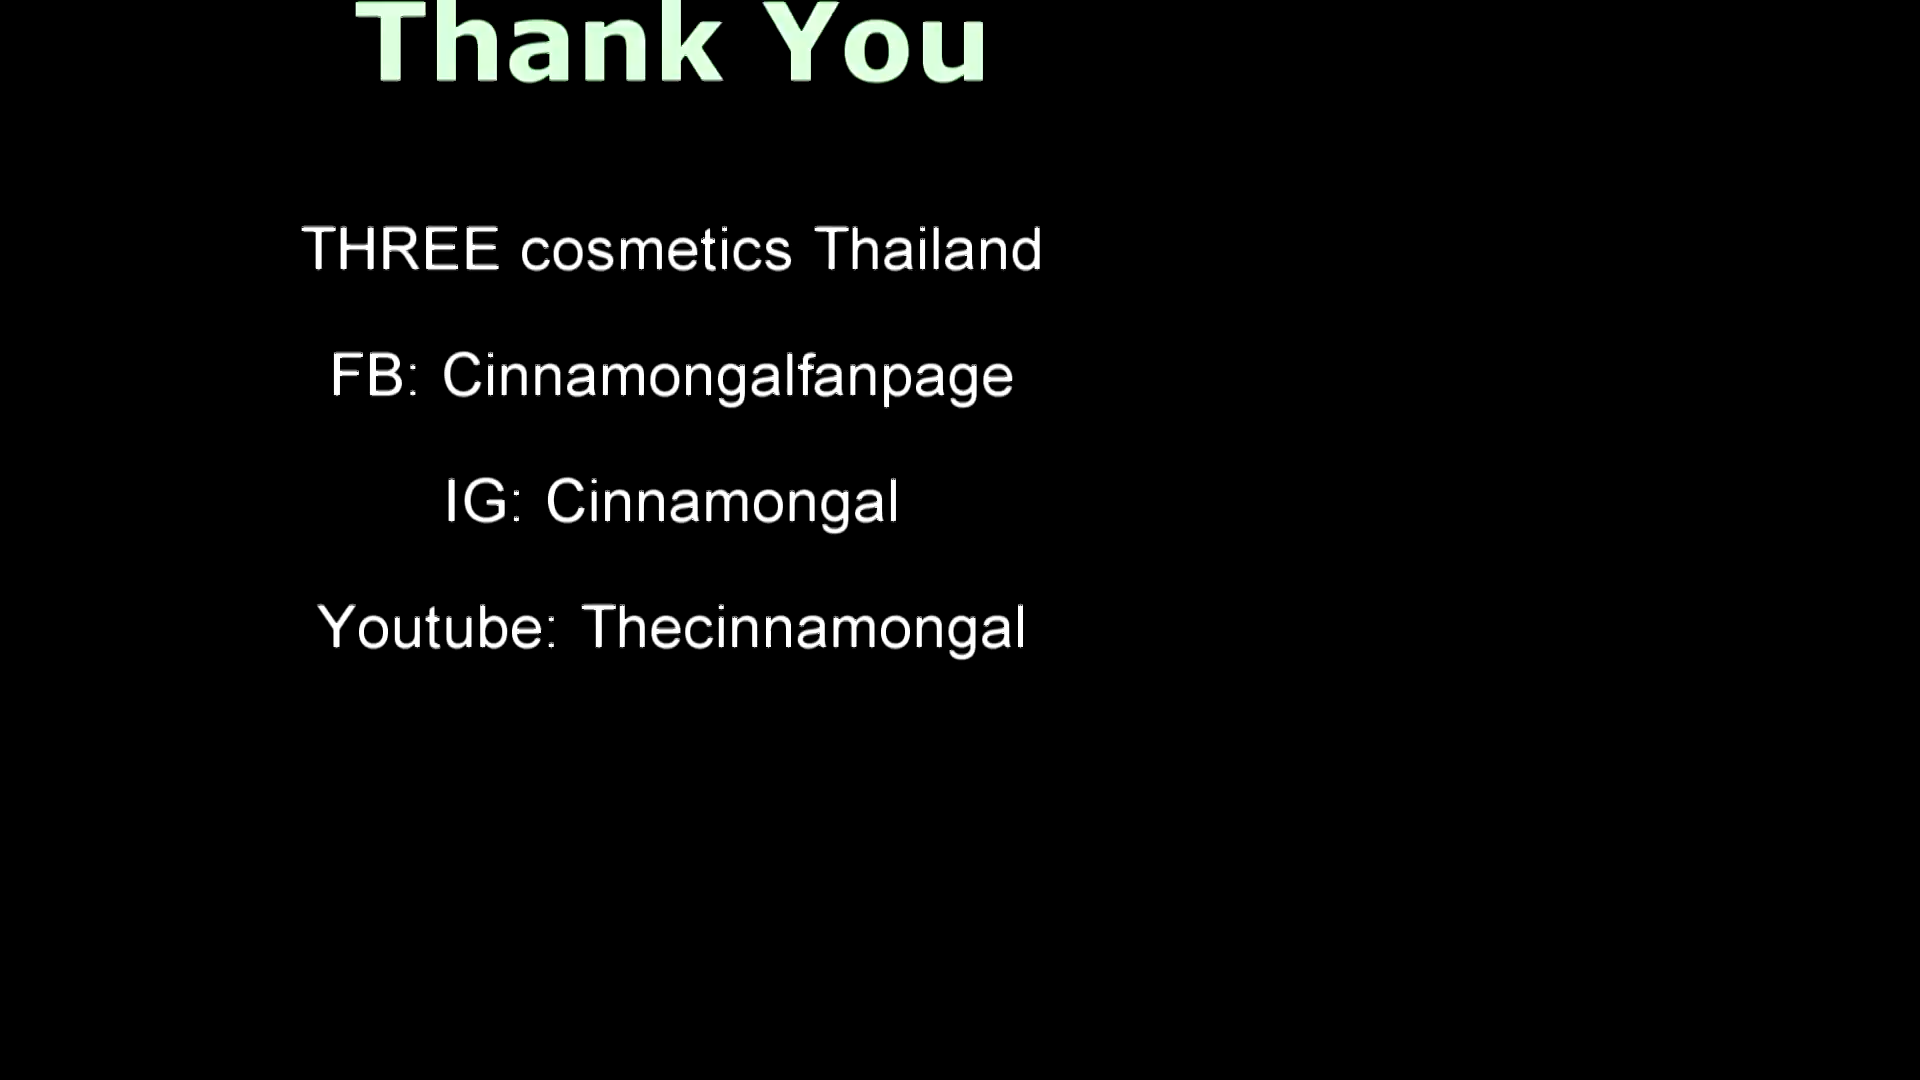 Thank You
THREE cosmetics Thailand
FB: Cinnamongalfanpage
IG: Cinnamongal
Youtube: Thecinnamongal